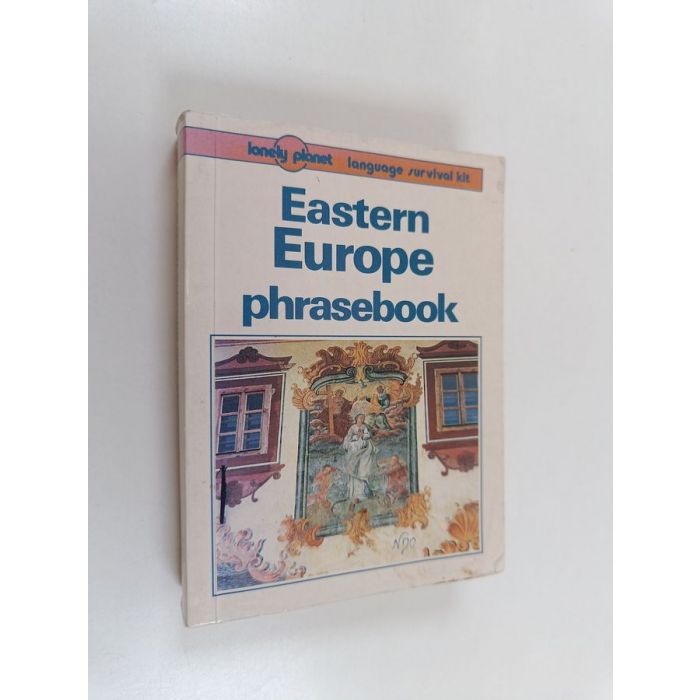 lonely planet language survival kit
Eastern
Europe
phrasebook